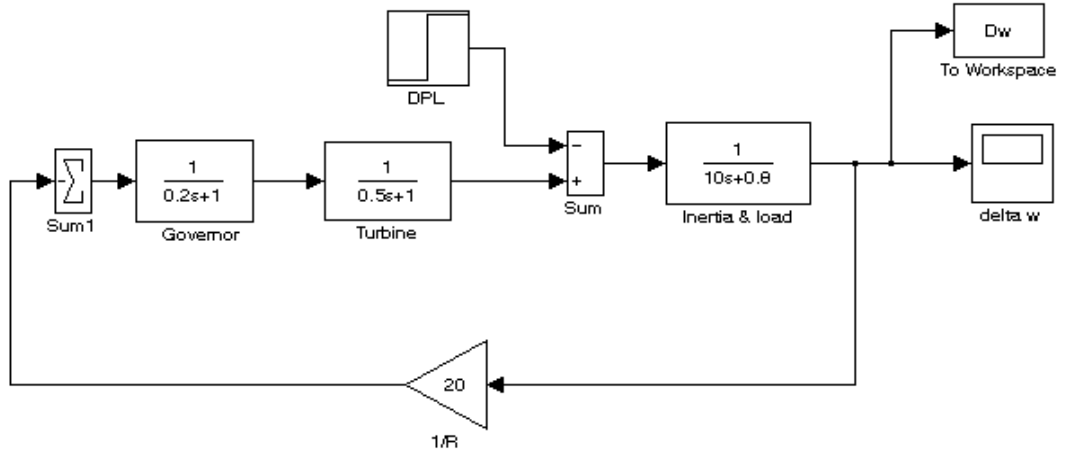 Dw
To Workspace
DPL
-
Σ
Sum1
1
0.2s+1
Governor
1
0.5s+1
Turbine
-
+
Sum
1
10s+0.8
Inertia & load
delta w
20
1/R